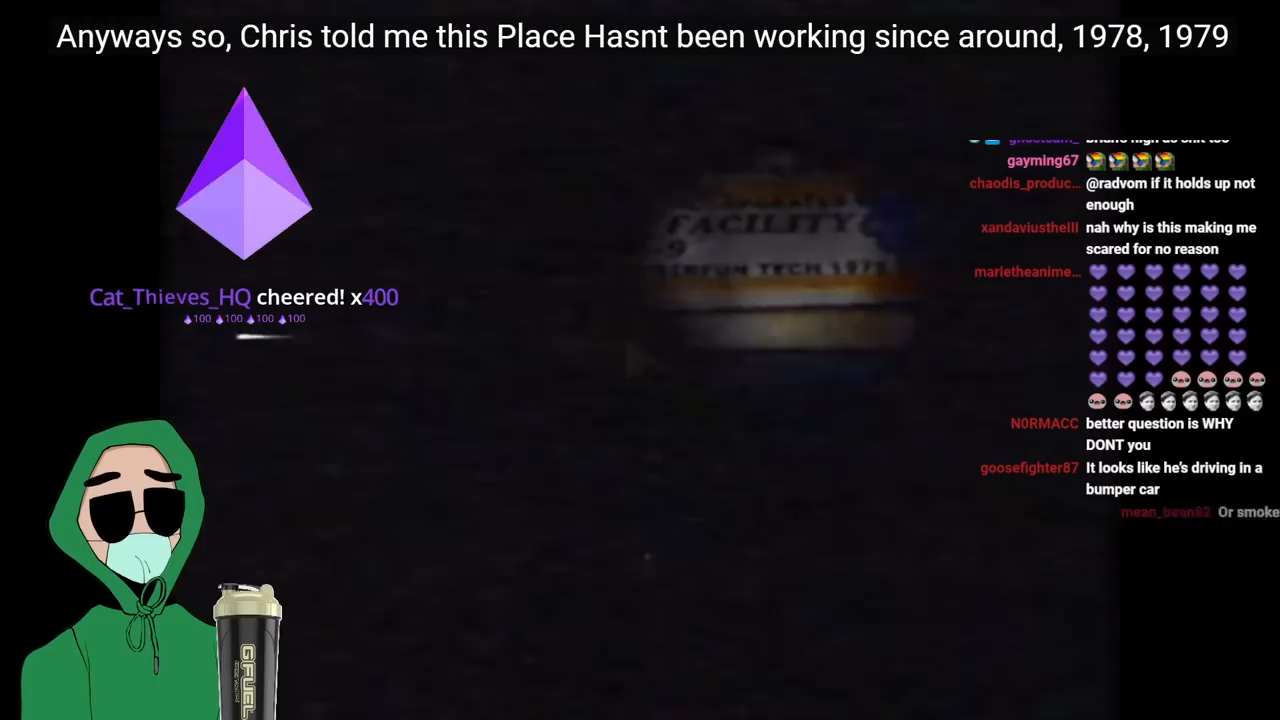 Anyways so, Chris told me this Place Hasnt been working since around, 1978, 1979
FACILITY
TECH 1978
Cat_Thieves_HQ cheered! x400
100 100 100 100
gayming67
chaodis_produc... @radvom if it holds up not
enough
xandaviustheIII nah why is this making me
scared for no reason
marietheanime...
N0RMACC better question is WHY
DONT you
goosefighter87 It looks like he's driving in a
bumper car
mean_bean82 Or smoke
GFUEL